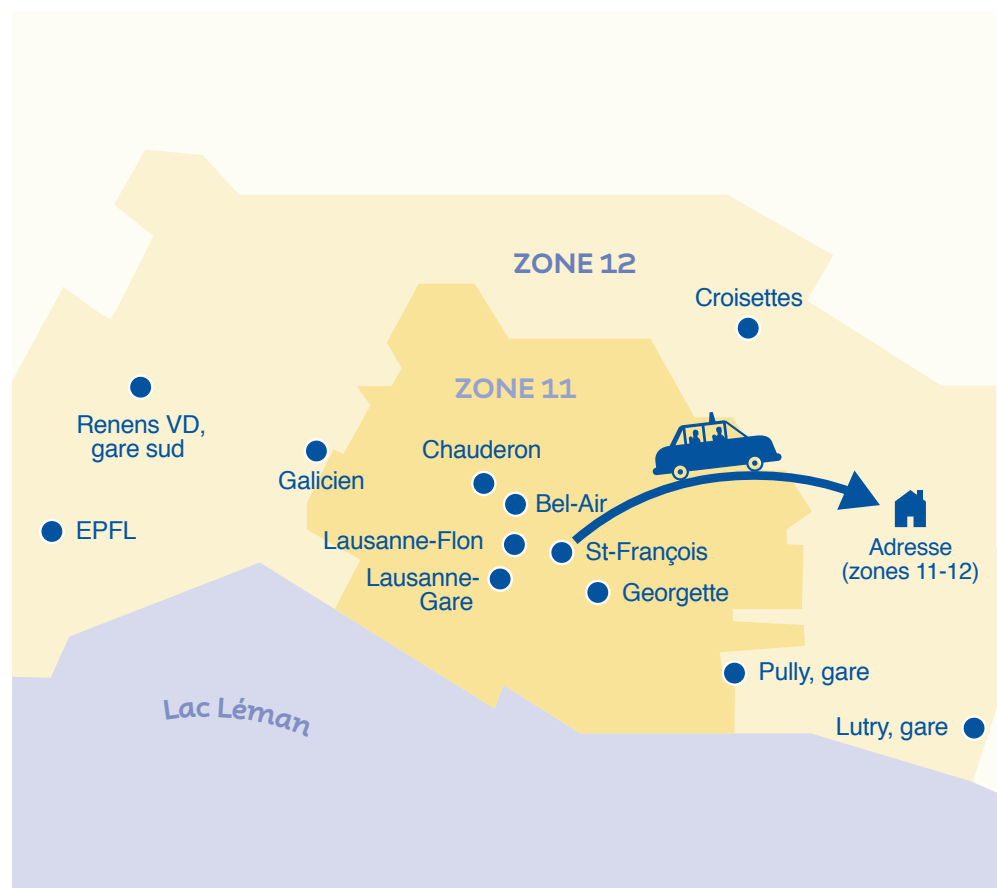 ZONE 12
Croisettes
ZONE 11
Renens VD,
gare sud
Chauderon
Galicien
Bel-Air
EPFL
Lausanne-Flon
St-François
Adresse
(zones 11-12)
Lausanne-
Gare
Georgette
Pully, gare
Lac Léman
Lutry, gare